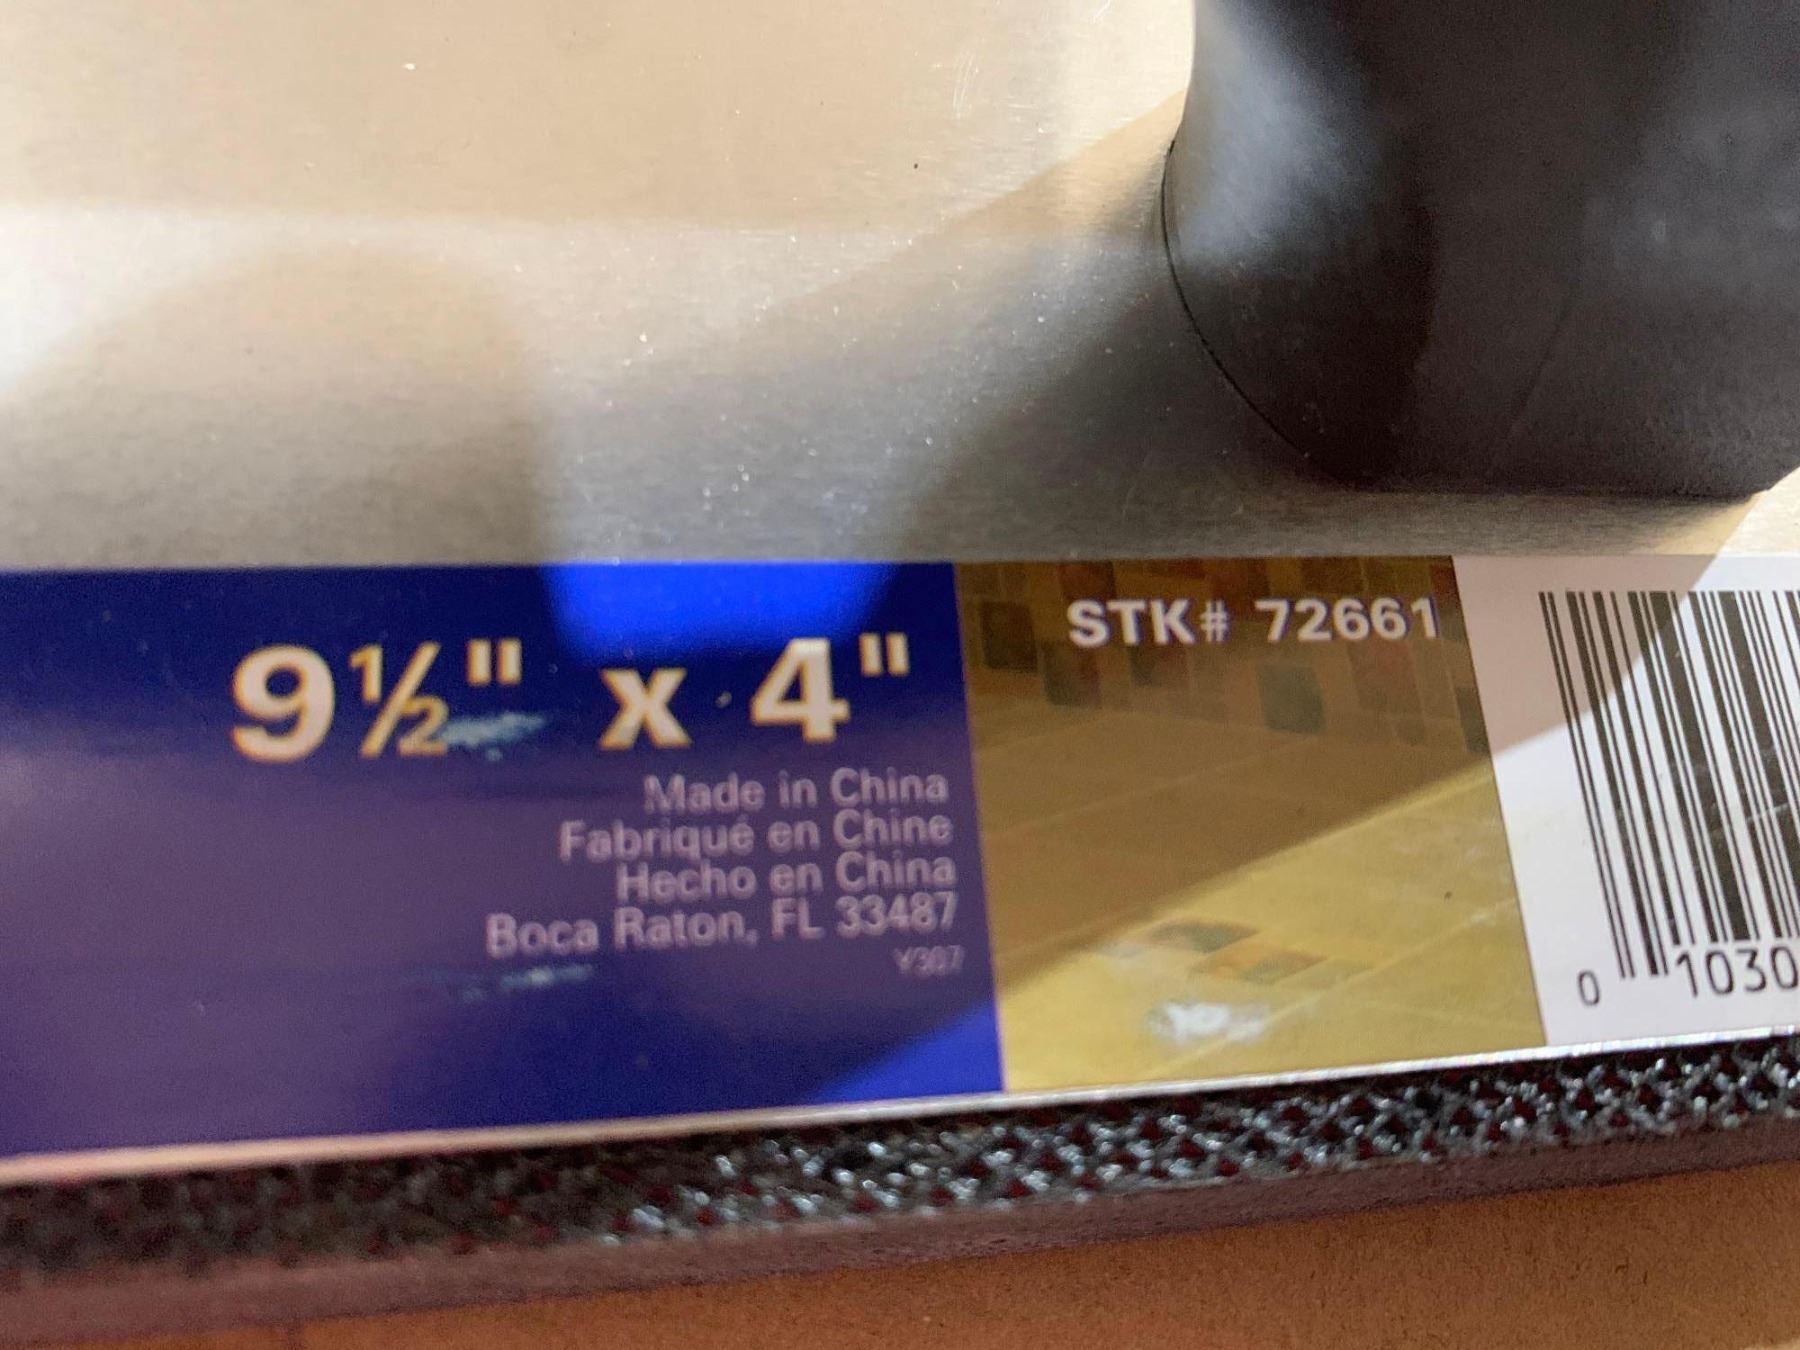 9½" x 4"
Made in China
Fabriqué en Chine
Hecho en China
Boca Raton, FL 33487
Y307
STK# 72661
0 1030